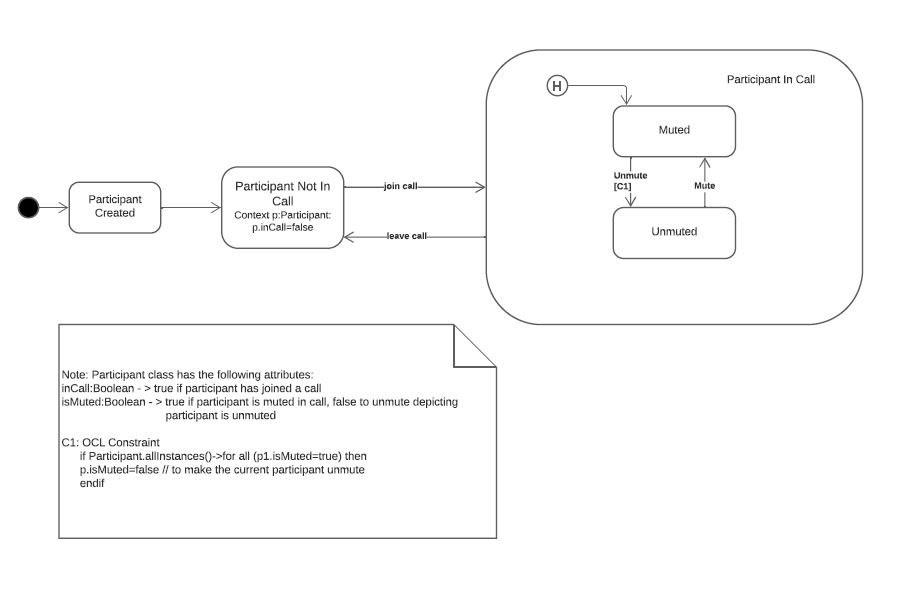 Participant
Created
Participant Not In
Call
Context p:Participant:
p.inCall=false
join call
leave call
H
Participant In Call
Muted
Unmute
[C1]
Mute
Unmuted
Note: Participant class has the following attributes:
inCall:Boolean - > true if participant has joined a call
isMuted:Boolean - > true if participant is muted in call, false to unmute depicting
participant is unmuted
C1: OCL Constraint
if Participant.allInstances()->for all (p1.isMuted=true) then
p.isMuted=false // to make the current participant unmute
endif